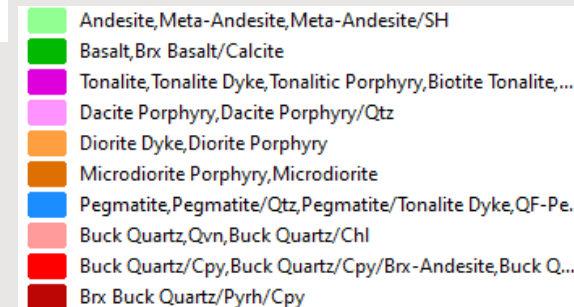 Andesite,Meta-Andesite,Meta-Andesite/SH
Basalt,Brx Basalt/Calcite
Tonalite,Tonalite Dyke,Tonalitic Porphyry,Biotite Tonalite,...
Dacite Porphyry,Dacite Porphyry/Qtz
Diorite Dyke,Diorite Porphyry
Microdiorite Porphyry,Microdiorite
Pegmatite,Pegmatite/Qtz,Pegmatite/Tonalite Dyke,QF-Pe...
Buck Quartz,Qvn,Buck Quartz/Chl
Buck Quartz/Cpy,Buck Quartz/Cpy/Brx-Andesite,Buck Q...
Brx Buck Quartz/Pyrh/Cpy